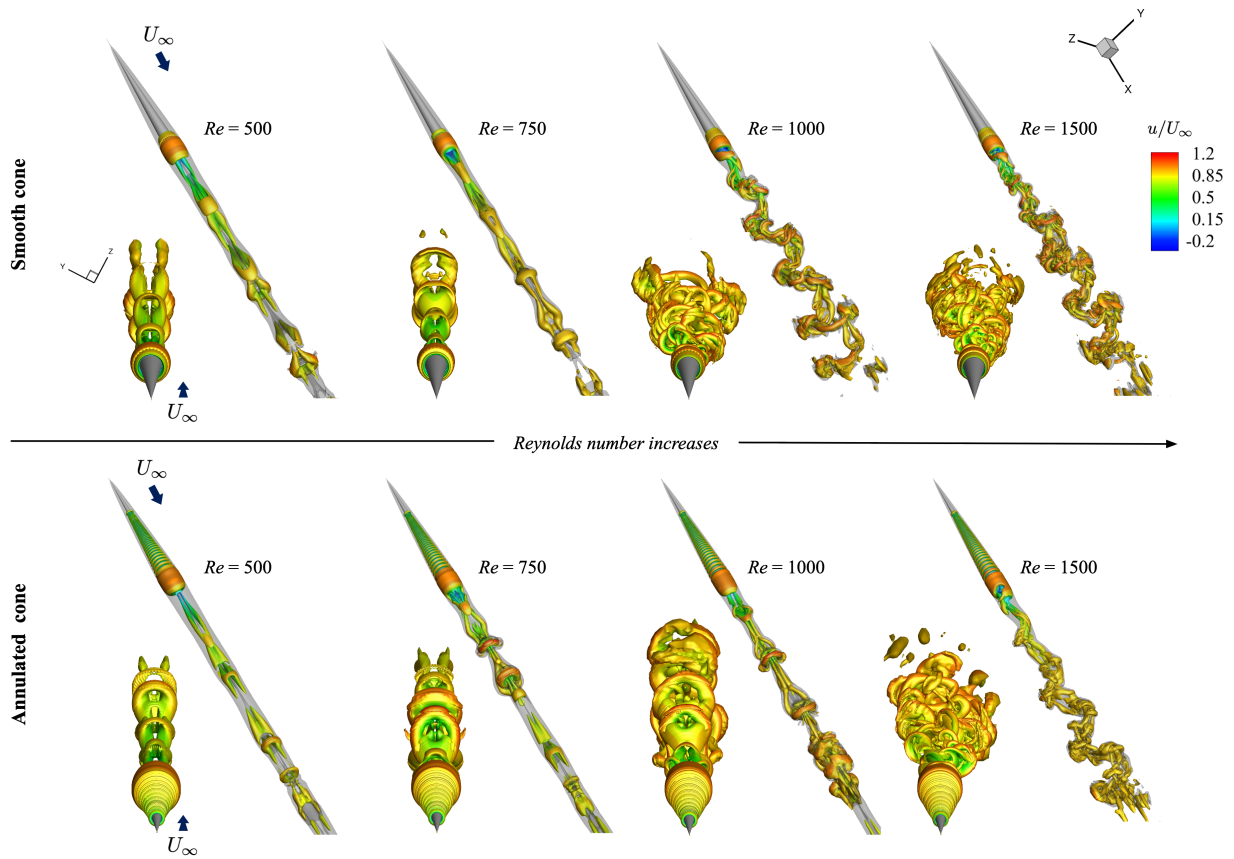 U∞
Y
Z
X
Smooth cone
Re = 500
Re = 750
Re = 1000
Re = 1500
u/U∞
1.2
0.85
0.5
0.15
-0.2
Y
Z
U∞
Reynolds number increases
U∞
Annulated cone
Re = 500
Re = 750
Re = 1000
Re = 1500
U∞